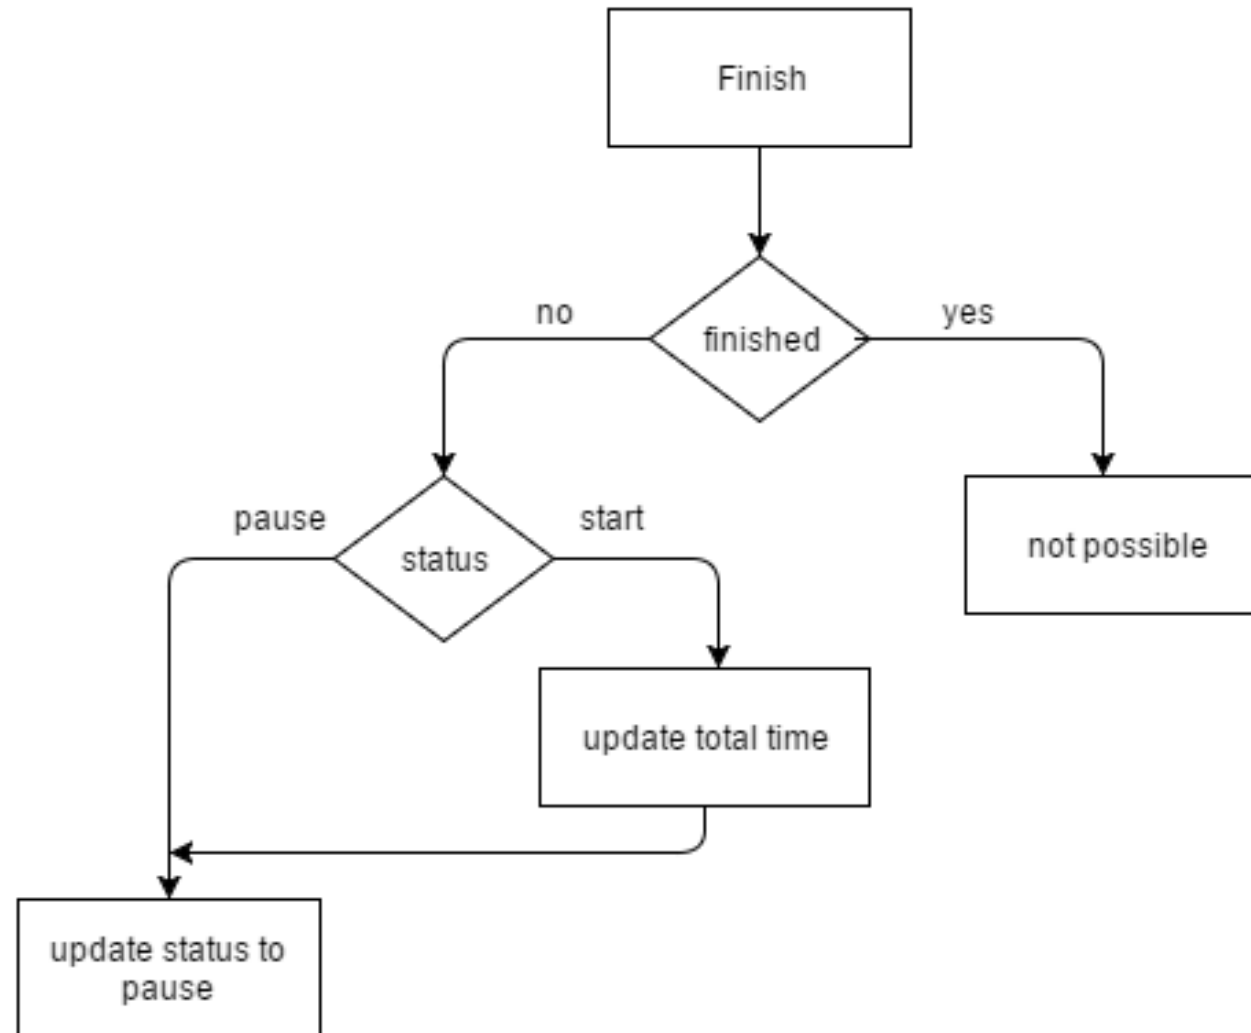 Finish
no
finished
yes
pause
status
start
not possible
update total time
update status to
pause